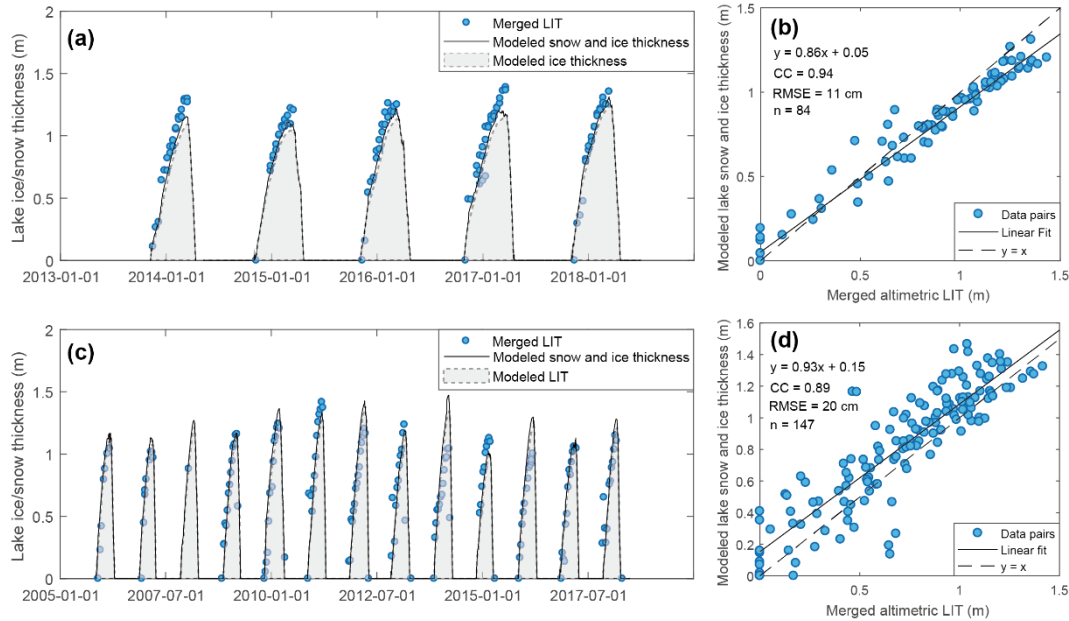 (a)
Merged LIT
Modeled snow and ice thickness
Modeled ice thickness
Lake ice/snow thickness (m)
2
1.5
1
0.5
0
2013-01-01
2014-01-01
2015-01-01
2016-01-01
2017-01-01
2018-01-01
(b)
y = 0.86x + 0.05
CC = 0.94
RMSE = 11 cm
n = 84
Data pairs
Linear Fit
y = x
Modeled lake snow and ice thickness (m)
1.5
1
0.5
0
0
0.5
1
1.5
Merged altimetric LIT (m)
(c)
Merged LIT
Modeled snow and ice thickness
Modeled LIT
Lake ice/snow thickness (m)
2
1.5
1
0.5
0
2005-01-01
2007-07-01
2010-01-01
2012-07-01
2015-01-01
2017-07-01
(d)
y = 0.93x + 0.15
CC = 0.89
RMSE = 20 cm
n = 147
Data pairs
Linear fit
y = x
Modeled lake snow and ice thickness (m)
1.6
1.4
1.2
1
0.8
0.6
0.4
0.2
0
0
0.5
1
1.5
Merged altimetric LIT (m)